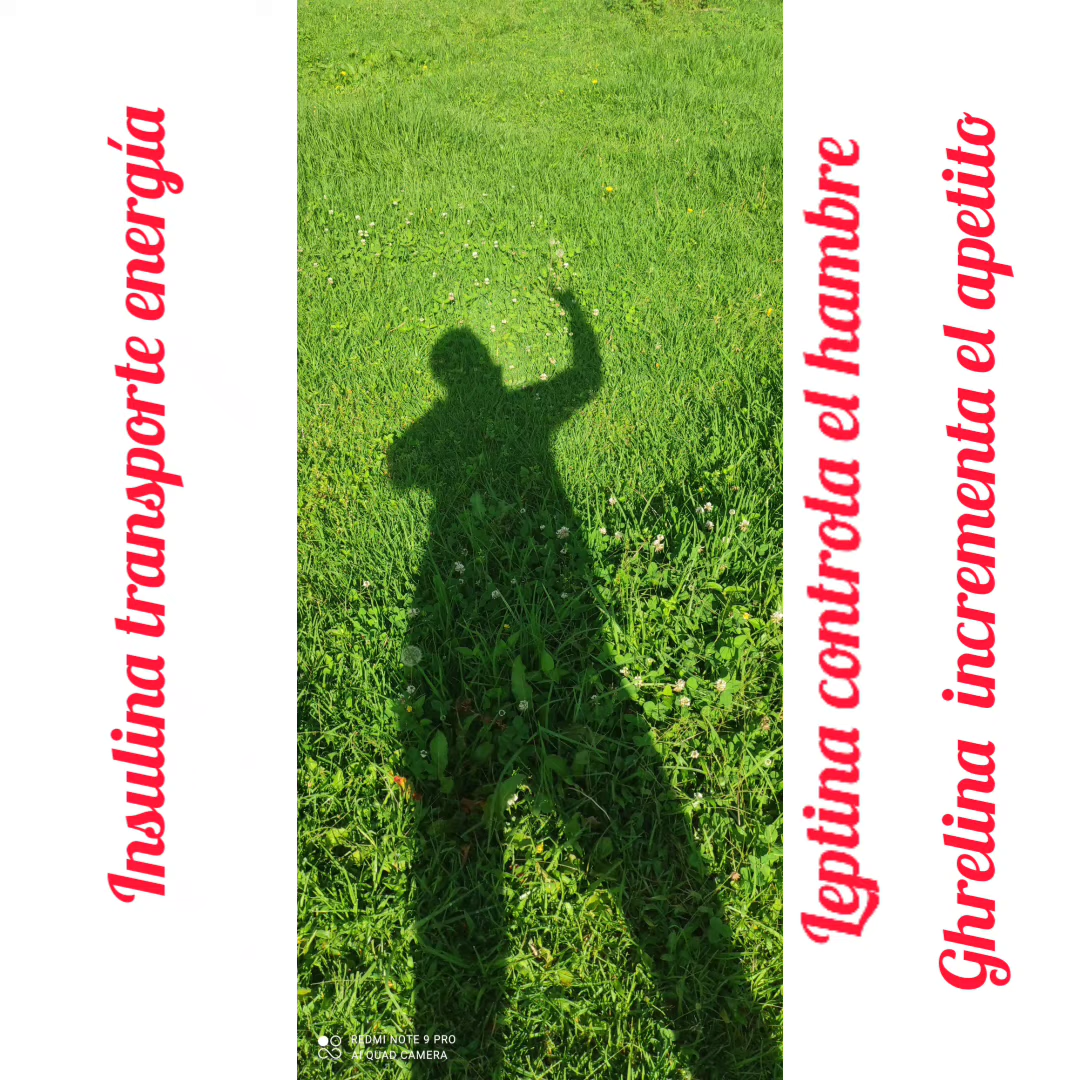 Insulina transporte energía
Leptina controla el hambre
Ghrelina incrementa el apetito
REDMI NOTE 9 PRO
AI QUAD CAMERA